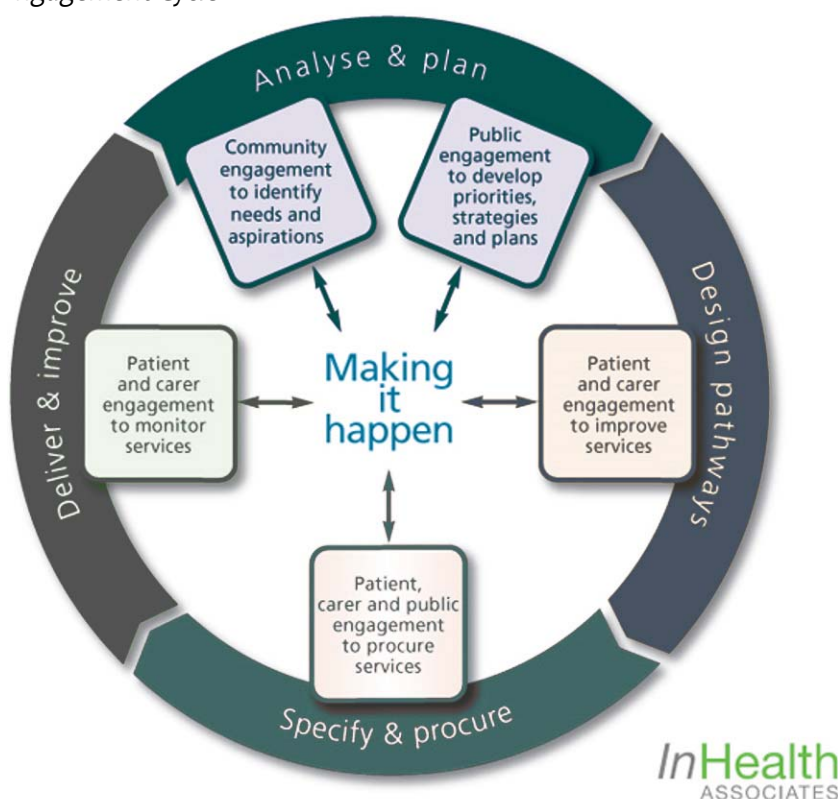 Analyse & plan
Community
engagement
to identify
needs and
aspirations
Public
engagement
to develop
priorities,
strategies
and plans
Design pathways
Patient
and carer
engagement
to improve
services
Specify & procure
Patient,
carer and public
engagement
to procure
services
Deliver & improve
Patient
and carer
engagement
to monitor
services
Making
it
happen
InHealth
ASSOCIATES